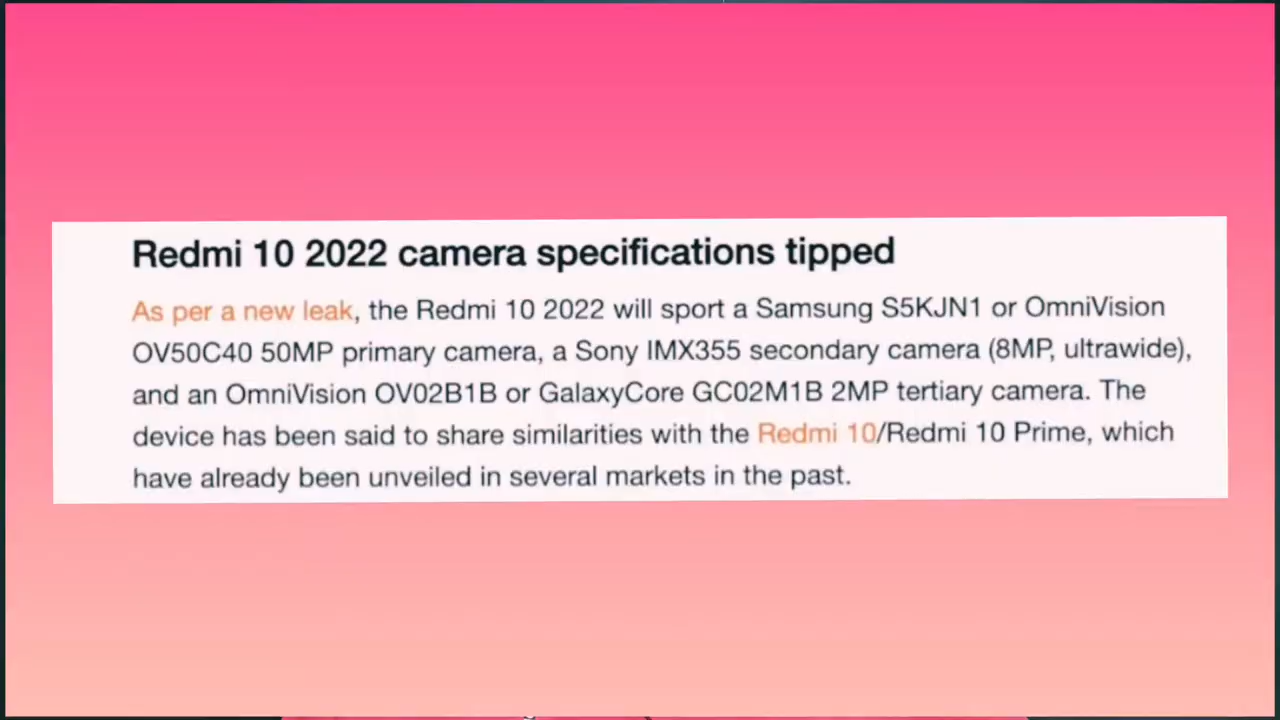 Redmi 10 2022 camera specifications tipped
As per a new leak, the Redmi 10 2022 will sport a Samsung S5KJN1 or OmniVision
OV50C40 50MP primary camera, a Sony IMX355 secondary camera (8MP, ultrawide),
and an OmniVision OV02B1B or GalaxyCore GC02M1B 2MP tertiary camera. The
device has been said to share similarities with the Redmi 10/Redmi 10 Prime, which
have already been unveiled in several markets in the past.